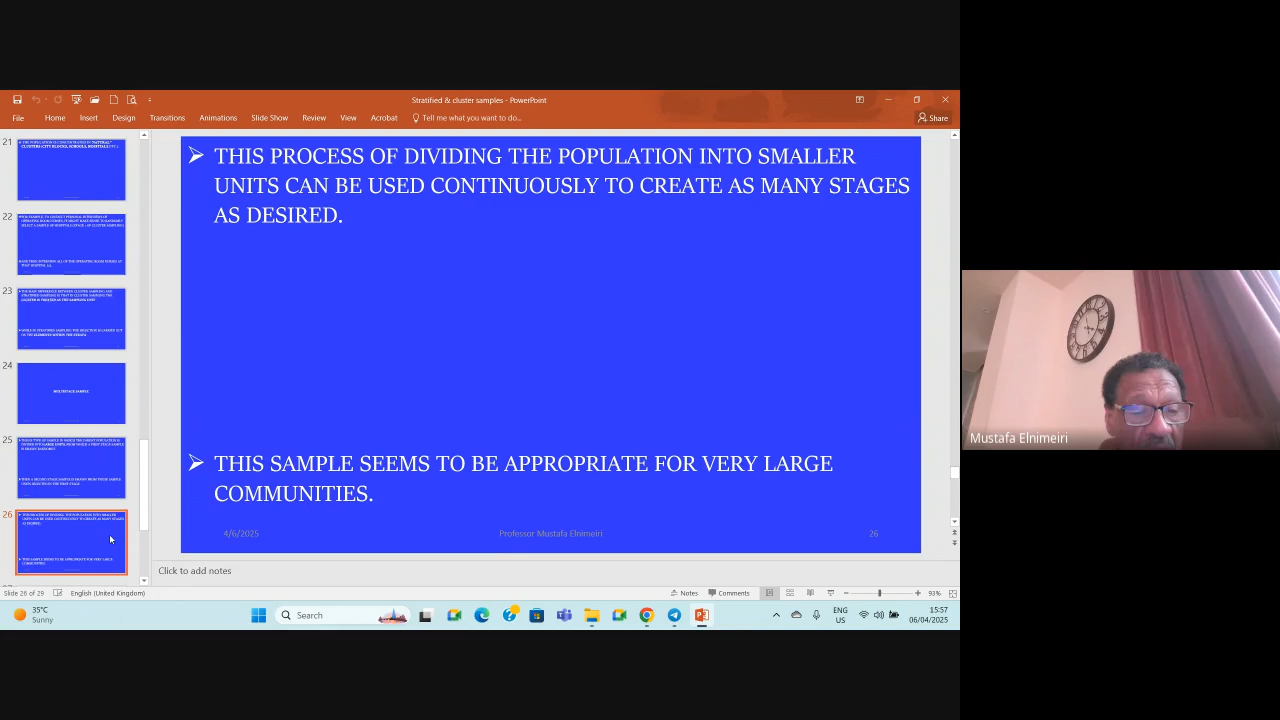 Stratified & cluster samples - PowerPoint
File Home Insert Design Transitions Animations Slide Show Review View Acrobat Tell me what you want to do... Share
21
22
23
24
MULTISTAGE SAMPLE
25
26
THIS PROCESS OF DIVIDING THE POPULATION INTO SMALLER
UNITS CAN BE USED CONTINUOUSLY TO CREATE AS MANY STAGES
AS DESIRED.
THIS SAMPLE SEEMS TO BE APPROPRIATE FOR VERY LARGE
COMMUNITIES.
4/6/2025 Professor Mustafa Elnimeiri 26
Click to add notes
Slide 26 of 29 English (United Kingdom) Notes Comments 93%
35°C
Sunny
Search
ENG
US
15:57
06/04/2025
Mustafa Elnimeiri